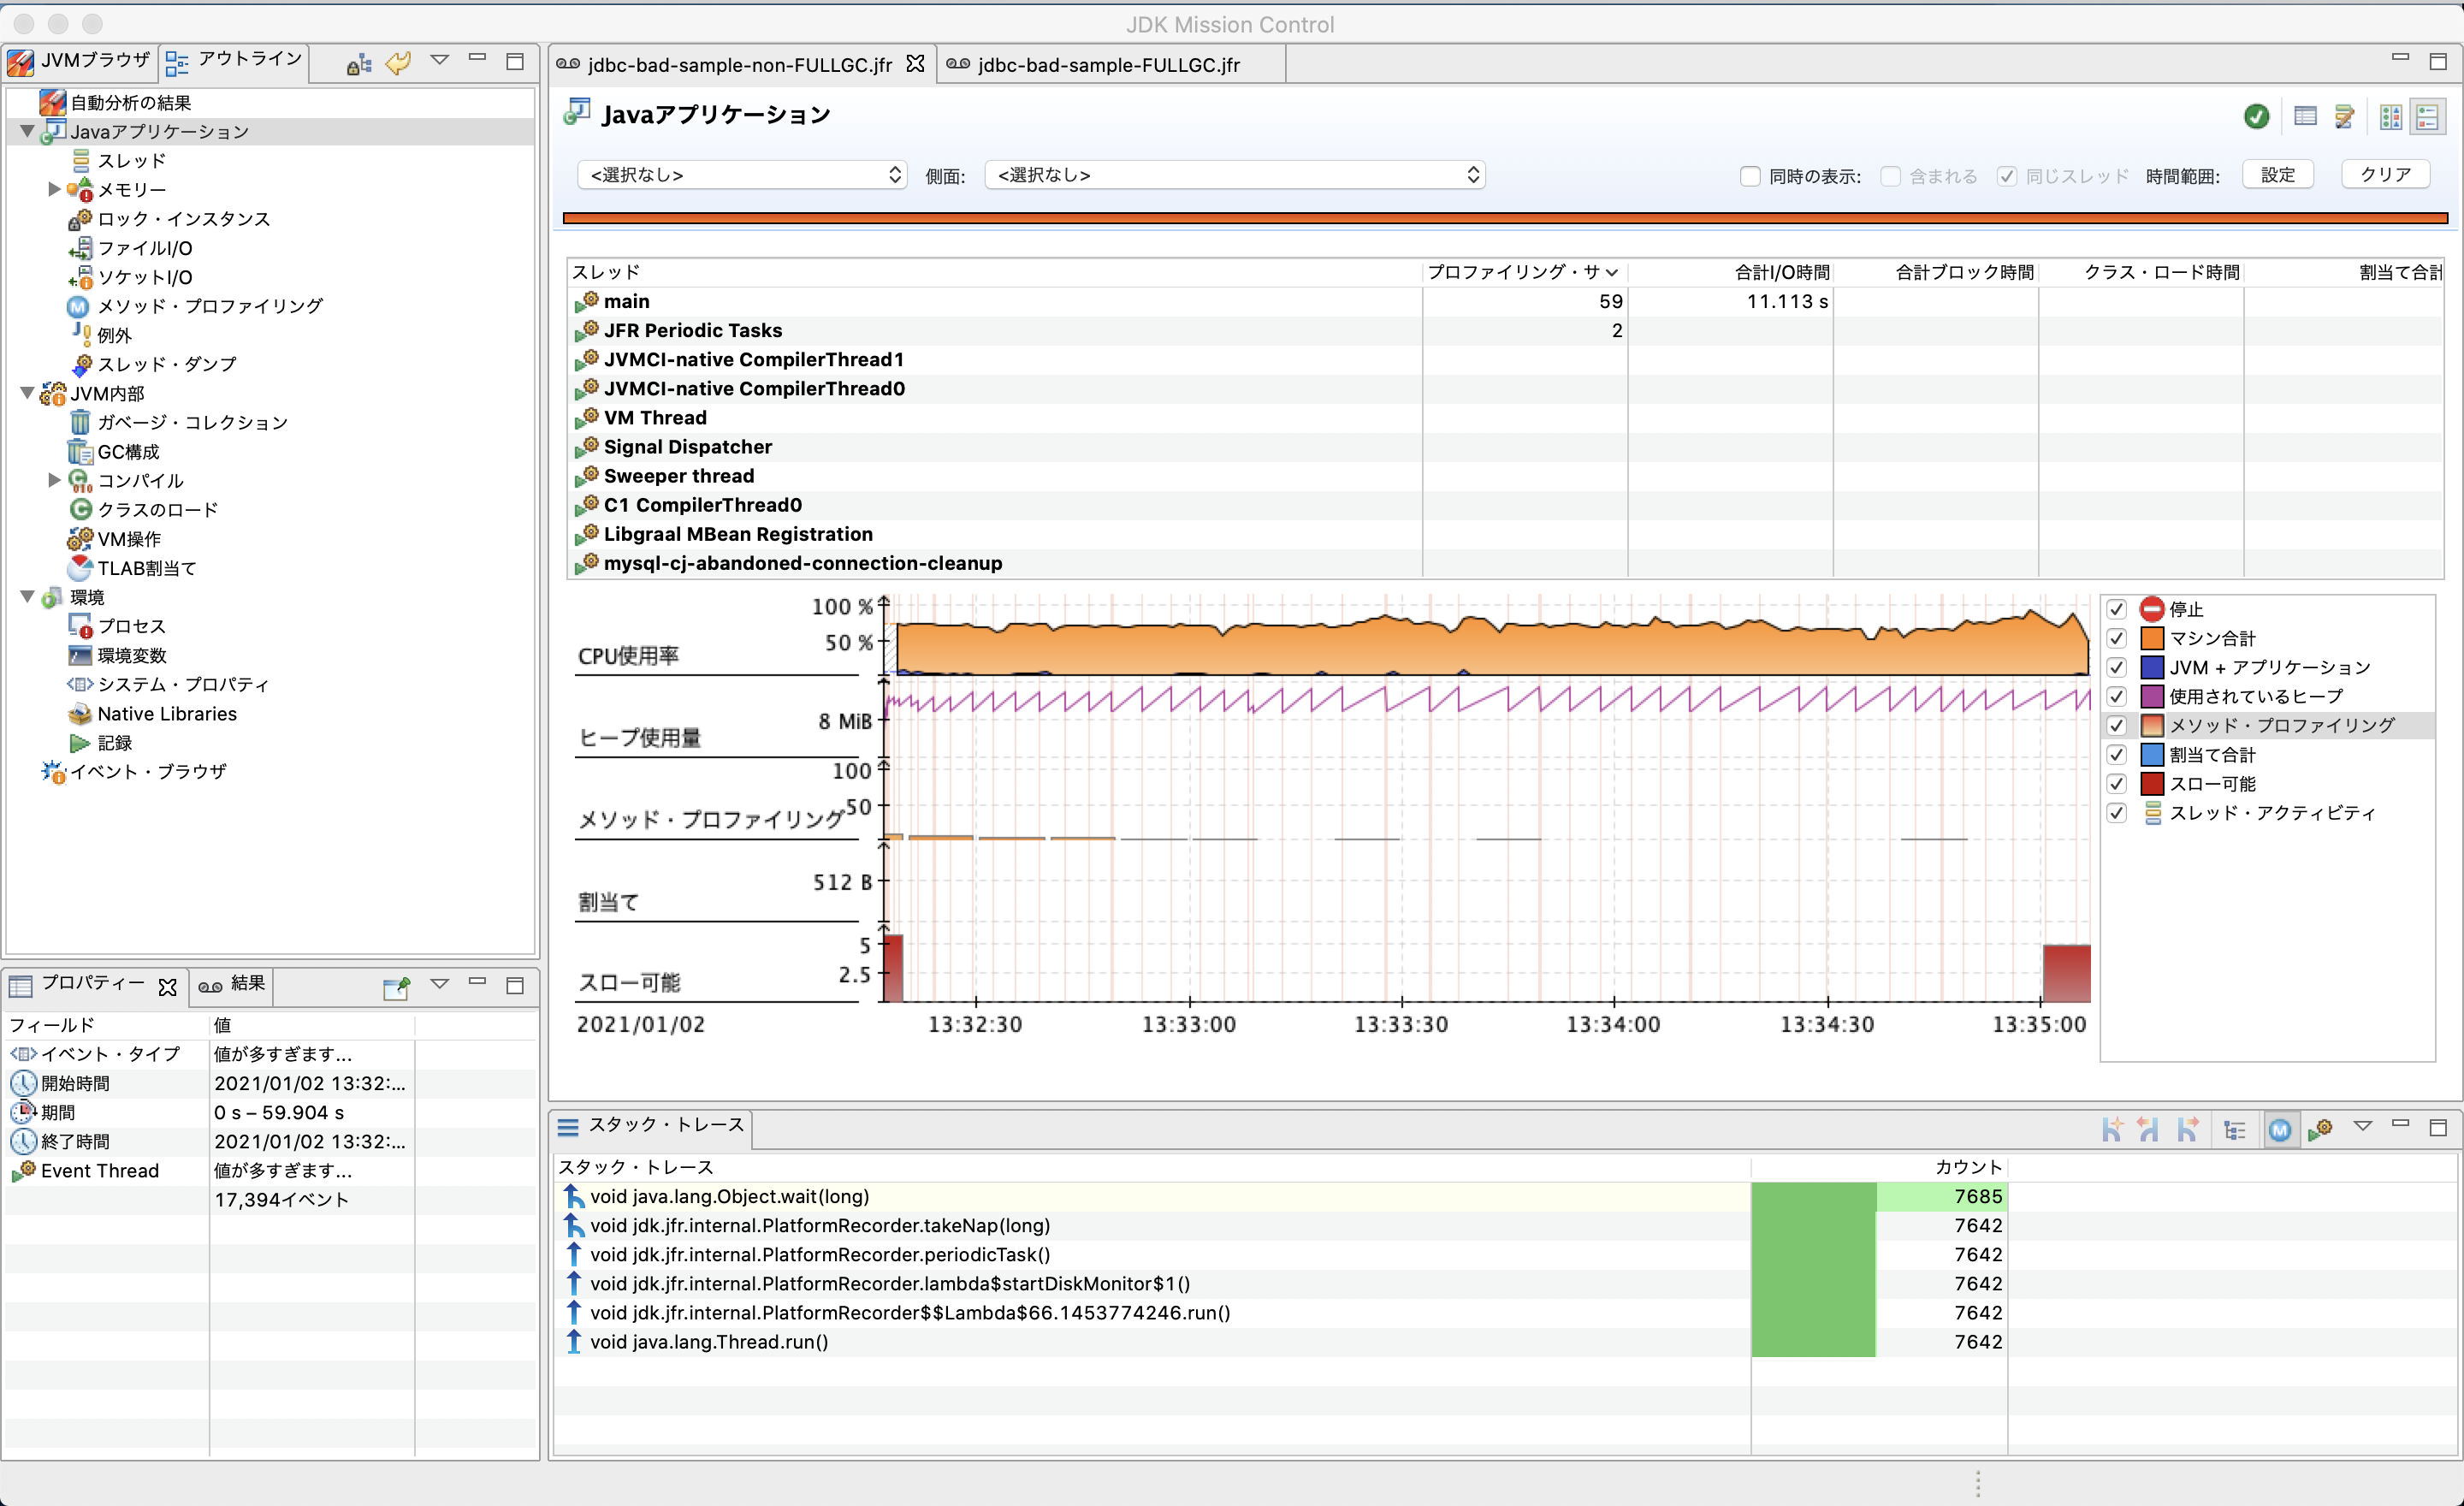 JDK Mission Control
JVMブラウザ
アウトライン
自動分析の結果
Javaアプリケーション
スレッド
メモリー
ロック・インスタンス
ファイルI/O
ソケットI/O
メソッド・プロファイリング
例外
スレッド・ダンプ
JVM内部
ガベージ・コレクション
GC構成
コンパイル
クラスのロード
VM操作
TLAB割当て
環境
プロセス
環境変数
システム・プロパティ
Native Libraries
記録
イベント・ブラウザ
プロパティー
結果
フィールド 値
イベント・タイプ 値が多すぎます...
開始時間 2021/01/02 13:32:...
期間 0 s – 59.904 s
終了時間 2021/01/02 13:32:...
Event Thread 値が多すぎます...
17,394イベント
jdbc-bad-sample-non-FULLGC.jfr
jdbc-bad-sample-FULLGC.jfr
Javaアプリケーション
<選択なし> 側面: <選択なし> 同時の表示: 含まれる 同じスレッド 時間範囲: 設定 クリア
スレッド プロファイリング・サ 合計I/O時間 合計ブロック時間 クラス・ロード時間 割当て合計
main 59 11.113 s
JFR Periodic Tasks 2
JVMCI-native CompilerThread1
JVMCI-native CompilerThread0
VM Thread
Signal Dispatcher
Sweeper thread
C1 CompilerThread0
Libgraal MBean Registration
mysql-cj-abandoned-connection-cleanup
100 %
50 %
CPU使用率
8 MiB
ヒープ使用量
100
50
メソッド・プロファイリング
512 B
割当て
5
2.5
スロー可能
2021/01/02 13:32:30 13:33:00 13:33:30 13:34:00 13:34:30 13:35:00
停止
マシン合計
JVM + アプリケーション
使用されているヒープ
メソッド・プロファイリング
割当て合計
スロー可能
スレッド・アクティビティ
スタック・トレース
スタック・トレース カウント
void java.lang.Object.wait(long) 7685
void jdk.jfr.internal.PlatformRecorder.takeNap(long) 7642
void jdk.jfr.internal.PlatformRecorder.periodicTask() 7642
void jdk.jfr.internal.PlatformRecorder.lambda$startDiskMonitor$1() 7642
void jdk.jfr.internal.PlatformRecorder$$Lambda$66.1453774246.run() 7642
void java.lang.Thread.run() 7642